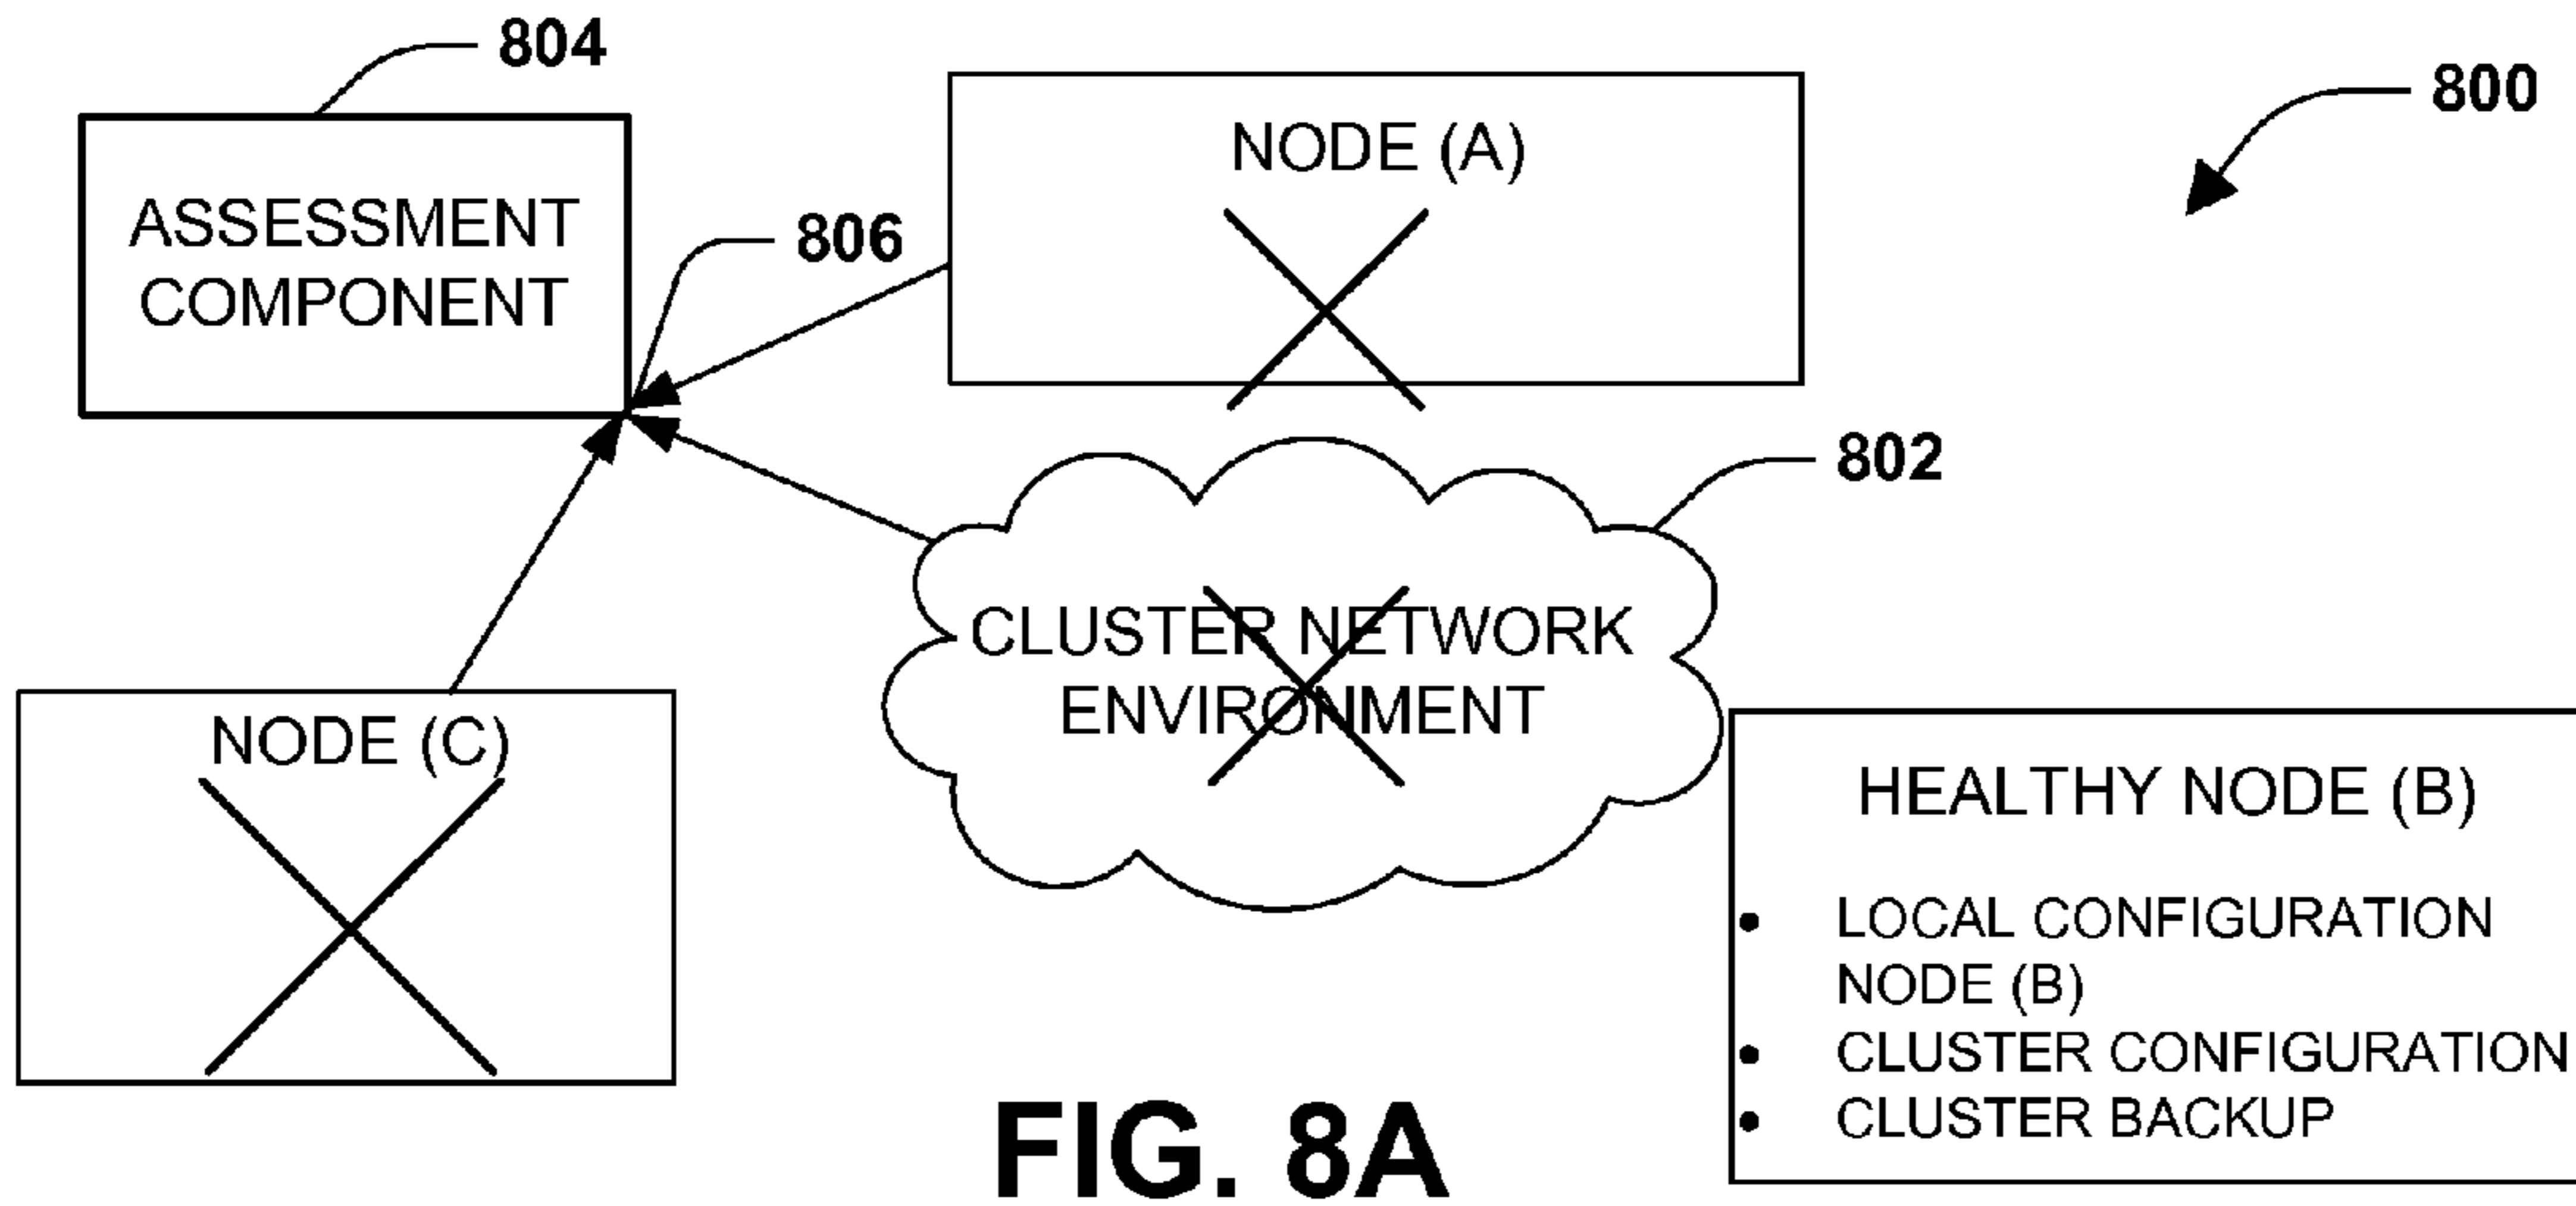 804
800
NODE (A)
ASSESSMENT
COMPONENT
806
802
CLUSTER NETWORK
ENVIRONMENT
NODE (C)
HEALTHY NODE (B)
• LOCAL CONFIGURATION
NODE (B)
• CLUSTER CONFIGURATION
• CLUSTER BACKUP
FIG. 8A